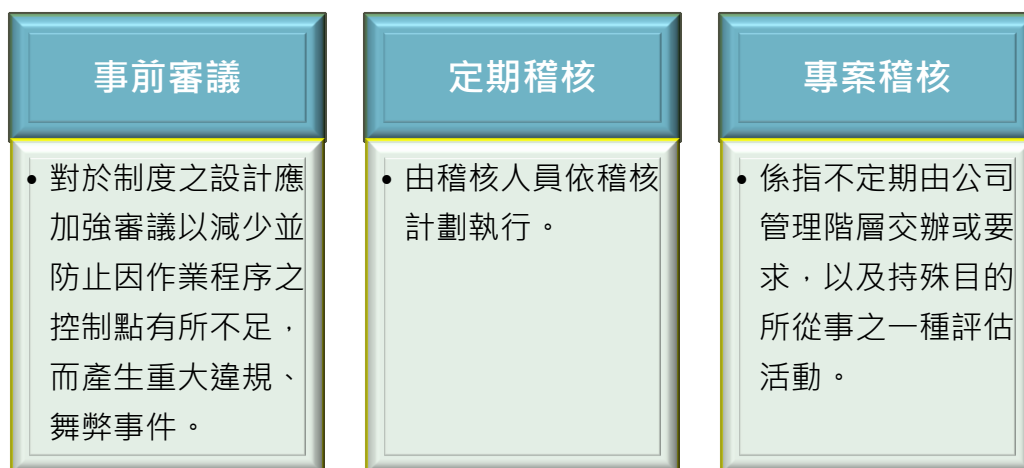 事前審議
• 對於制度之設計應
加強審議以減少並
防止因作業程序之
控制點有所不足，
而產生重大違規、
舞弊事件。
定期稽核
• 由稽核人員依稽核
計劃執行。
專案稽核
• 係指不定期由公司
管理階層交辦或要
求，以及持殊目的
所從事之一種評估
活動。